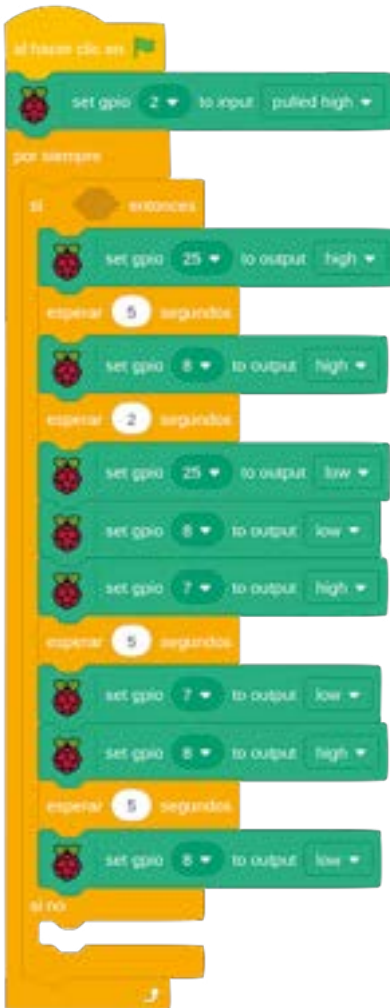 al hacer clic en
set gpio 2 to input pulled high
por siempre
si entonces
set gpio 25 to output high
esperar 5 segundos
set gpio 8 to output high
esperar 2 segundos
set gpio 25 to output low
set gpio 8 to output low
set gpio 7 to output high
esperar 5 segundos
set gpio 7 to output low
set gpio 8 to output high
esperar 5 segundos
set gpio 8 to output low
si no